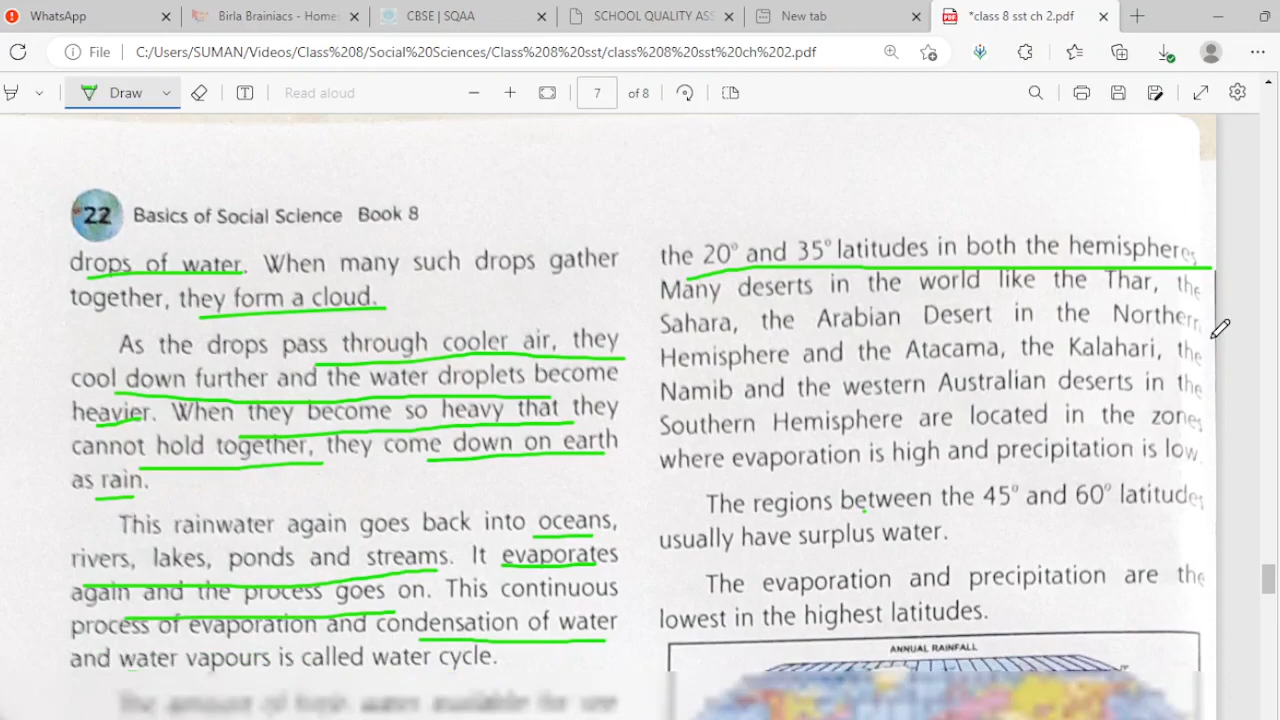 WhatsApp
Birla Brainiacs - Home:
CBSE | SQAA
SCHOOL QUALITY ASS
New tab
*class 8 sst ch 2.pdf
File
C:/Users/SUMAN/Videos/Class%208/Social%20Sciences/Class%208%20sst/class%208%20sst%20ch%202.pdf
Draw
Read aloud
7 of 8
22 Basics of Social Science Book 8
drops of water. When many such drops gather
together, they form a cloud.
As the drops pass through cooler air, they
cool down further and the water droplets become
heavier. When they become so heavy that they
cannot hold together, they come down on earth
as rain.
This rainwater again goes back into oceans,
rivers, lakes, ponds and streams. It evaporates
again and the process goes on. This continuous
process of evaporation and condensation of water
and water vapours is called water cycle.
the 20° and 35° latitudes in both the hemispheres
Many deserts in the world like the Thar, the
Sahara, the Arabian Desert in the Northern
Hemisphere and the Atacama, the Kalahari, the
Namib and the western Australian deserts in the
Southern Hemisphere are located in the zones
where evaporation is high and precipitation is low
The regions between the 45° and 60° latitudes
usually have surplus water.
The evaporation and precipitation are the
lowest in the highest latitudes.
ANNUAL RAINFALL